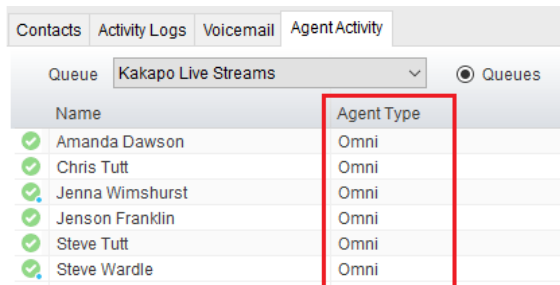 Contacts Activity Logs Voicemail Agent Activity
Queue Kakapo Live Streams Queues
Name Agent Type
Amanda Dawson Omni
Chris Tutt Omni
Jenna Wimshurst Omni
Jenson Franklin Omni
Steve Tutt Omni
Steve Wardle Omni